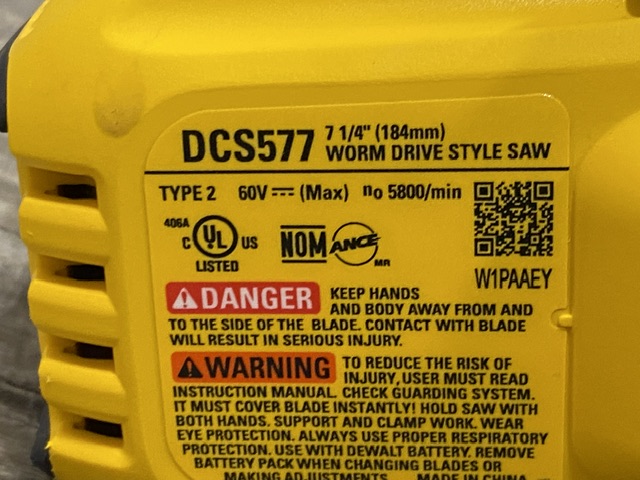 DCS577 7 1/4" (184mm)
WORM DRIVE STYLE SAW
TYPE 2 60V ⎓ (Max) no 5800/min
406A
C UL US
LISTED
NOM ANCE
MR
W1PAAEY
DANGER KEEP HANDS
AND BODY AWAY FROM AND
TO THE SIDE OF THE BLADE. CONTACT WITH BLADE
WILL RESULT IN SERIOUS INJURY.
WARNING TO REDUCE THE RISK OF
INJURY, USER MUST READ
INSTRUCTION MANUAL. CHECK GUARDING SYSTEM.
IT MUST COVER BLADE INSTANTLY! HOLD SAW WITH
BOTH HANDS. SUPPORT AND CLAMP WORK. WEAR
EYE PROTECTION. ALWAYS USE PROPER RESPIRATORY
PROTECTION. USE WITH DEWALT BATTERY. REMOVE
BATTERY PACK WHEN CHANGING BLADES OR
MAKING ADJUSTMENTS. MADE IN CHINA